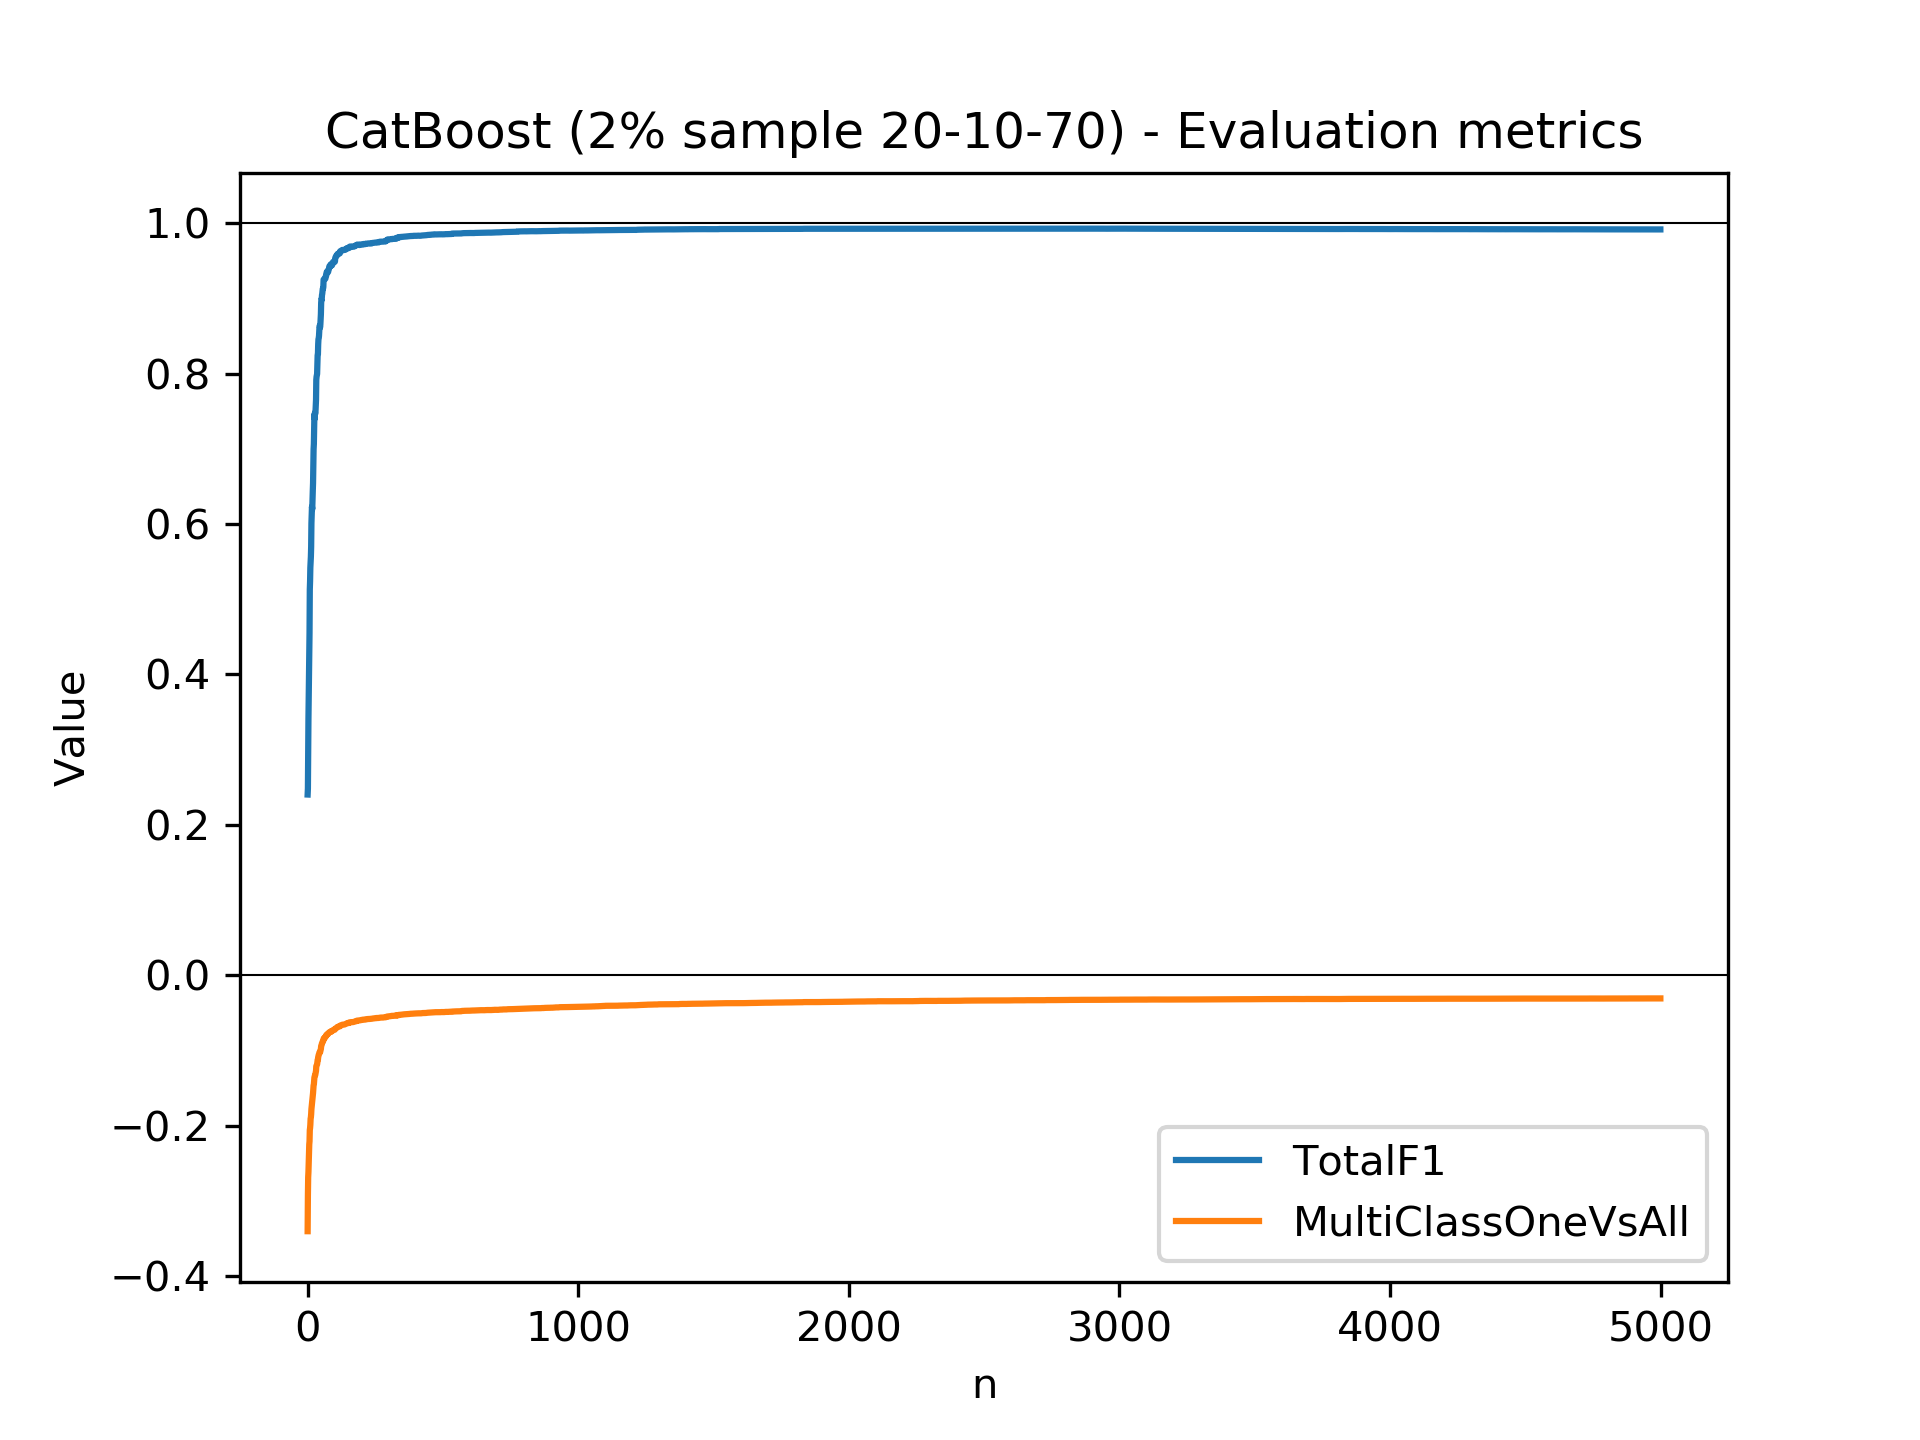 CatBoost (2% sample 20-10-70) - Evaluation metrics
1.0
0.8
0.6
0.4
0.2
0.0
−0.2
−0.4
Value
TotalF1
MultiClassOneVsAll
0 1000 2000 3000 4000 5000
n